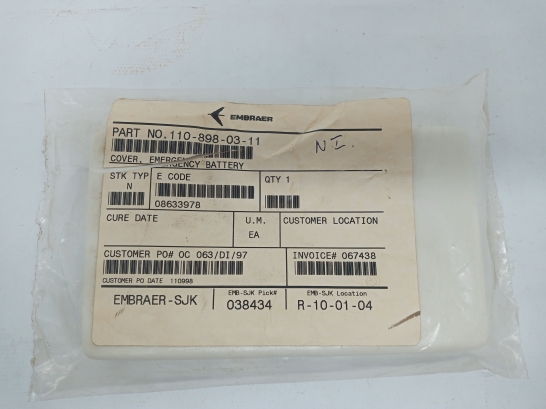 EMBRAER
PART NO. 110-898-03-11
N I.
COVER, EMERGENCY BATTERY
STK TYP E CODE QTY 1
N
08633978
CURE DATE U.M. CUSTOMER LOCATION
EA
CUSTOMER PO# OC 063/DI/97 INVOICE# 067438
CUSTOMER PO DATE 110998
EMB-SJK Pick# EMB-SJK Location
EMBRAER-SJK 038434 R-10-01-04